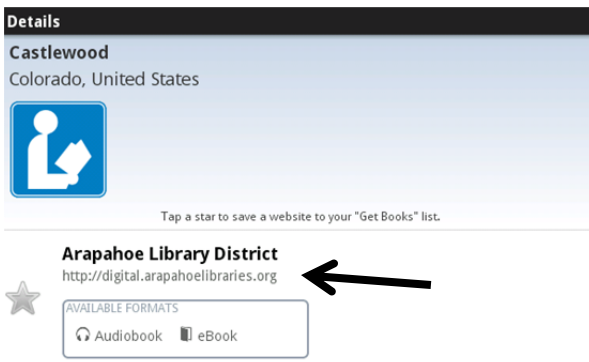 Details
Castlewood
Colorado, United States
Tap a star to save a website to your "Get Books" list.
Arapahoe Library District
http://digital.arapahoelibraries.org
AVAILABLE FORMATS
Audiobook eBook